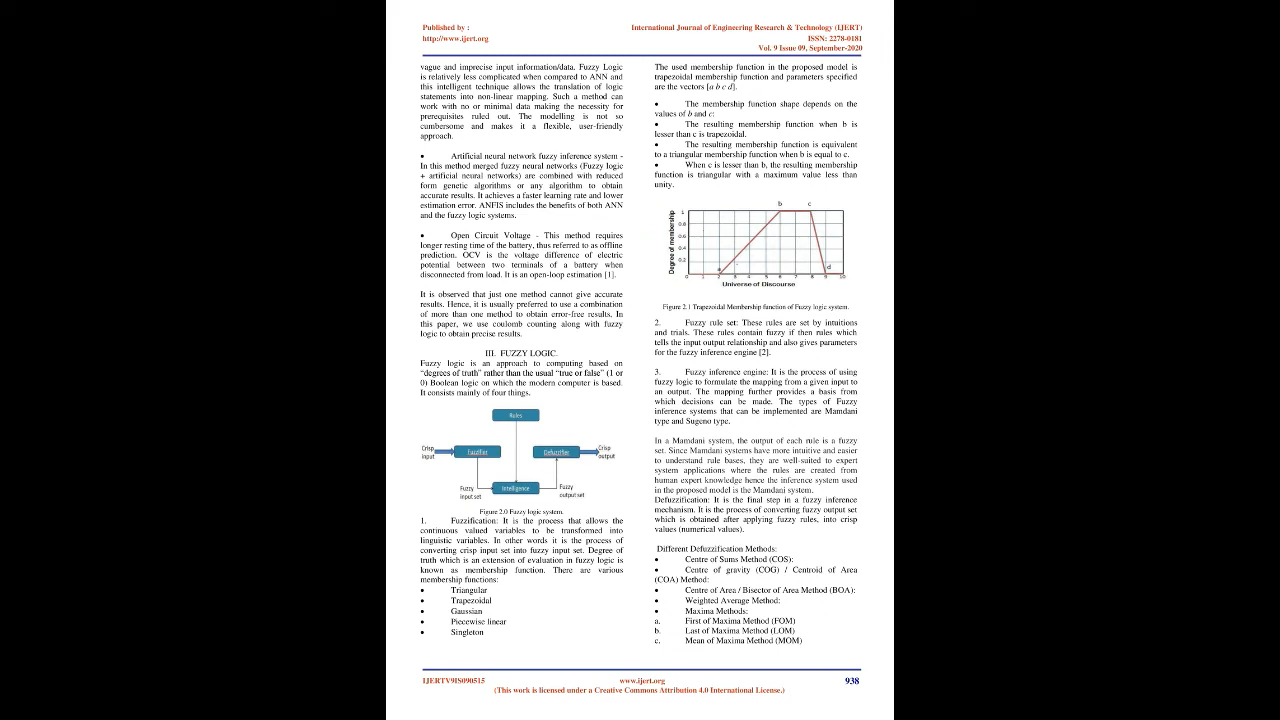 Published by :
http://www.ijert.org
International Journal of Engineering Research & Technology (IJERT)
ISSN: 2278-0181
Vol. 9 Issue 09, September-2020
vague and imprecise input information/data. Fuzzy Logic
is relatively less complicated when compared to ANN and
this intelligent technique allows the translation of logic
statements into non-linear mapping. Such a method can
work with no or minimal data making the necessity for
prerequisites ruled out. The modelling is not so
cumbersome and makes it a flexible, user-friendly
approach.
• Artificial neural network fuzzy inference system -
In this method merged fuzzy neural networks (Fuzzy logic
+ artificial neural networks) are combined with reduced
form genetic algorithms or any algorithm to obtain
accurate results. It achieves a faster learning rate and lower
estimation error. ANFIS includes the benefits of both ANN
and the fuzzy logic systems.
• Open Circuit Voltage - This method requires
longer resting time of the battery, thus referred to as offline
prediction. OCV is the voltage difference of electric
potential between two terminals of a battery when
disconnected from load. It is an open-loop estimation [1].
It is observed that just one method cannot give accurate
results. Hence, it is usually preferred to use a combination
of more than one method to obtain error-free results. In
this paper, we use coulomb counting along with fuzzy
logic to obtain precise results.
III. FUZZY LOGIC.
Fuzzy logic is an approach to computing based on
“degrees of truth” rather than the usual “true or false” (1 or
0) Boolean logic on which the modern computer is based.
It consists mainly of four things.
Rules
Crisp
input
Fuzzifier
Defuzzifier
Crisp
output
Fuzzy
input set
Intelligence
Fuzzy
output set
Figure 2.0 Fuzzy logic system.
1. Fuzzification: It is the process that allows the
continuous valued variables to be transformed into
linguistic variables. In other words it is the process of
converting crisp input set into fuzzy input set. Degree of
truth which is an extension of evaluation in fuzzy logic is
known as membership function. There are various
membership functions:
• Triangular
• Trapezoidal
• Gaussian
• Piecewise linear
• Singleton
The used membership function in the proposed model is
trapezoidal membership function and parameters specified
are the vectors [a b c d].
• The membership function shape depends on the
values of b and c:
• The resulting membership function when b is
lesser than c is trapezoidal.
• The resulting membership function is equivalent
to a triangular membership function when b is equal to c.
• When c is lesser than b, the resulting membership
function is triangular with a maximum value less than
unity.
b c
Degree of membership
1
0.8
0.6
0.4
0.2
a
d
0 1 2 3 4 5 6 7 8 9 10
Universe of Discourse
Figure 2.1 Trapezoidal Membership function of Fuzzy logic system.
2. Fuzzy rule set: These rules are set by intuitions
and trials. These rules contain fuzzy if then rules which
tells the input output relationship and also gives parameters
for the fuzzy inference engine [2].
3. Fuzzy inference engine: It is the process of using
fuzzy logic to formulate the mapping from a given input to
an output. The mapping further provides a basis from
which decisions can be made. The types of Fuzzy
inference systems that can be implemented are Mamdani
type and Sugeno type.
In a Mamdani system, the output of each rule is a fuzzy
set. Since Mamdani systems have more intuitive and easier
to understand rule bases, they are well-suited to expert
system applications where the rules are created from
human expert knowledge hence the inference system used
in the proposed model is the Mamdani system.
Defuzzification: It is the final step in a fuzzy inference
mechanism. It is the process of converting fuzzy output set
which is obtained after applying fuzzy rules, into crisp
values (numerical values).
Different Defuzzification Methods:
• Centre of Sums Method (COS):
• Centre of gravity (COG) / Centroid of Area
(COA) Method:
• Centre of Area / Bisector of Area Method (BOA):
• Weighted Average Method:
• Maxima Methods:
a. First of Maxima Method (FOM)
b. Last of Maxima Method (LOM)
c. Mean of Maxima Method (MOM)
IJERTV9IS090515
www.ijert.org
938
(This work is licensed under a Creative Commons Attribution 4.0 International License.)